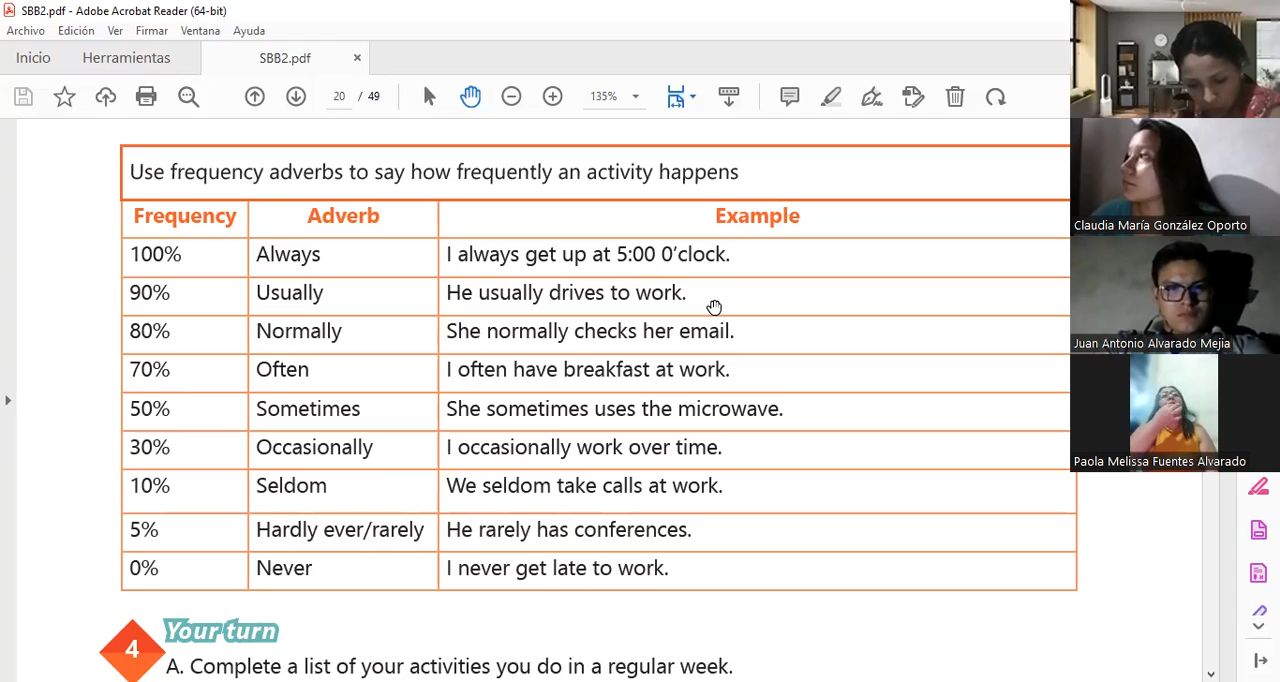 SBB2.pdf - Adobe Acrobat Reader (64-bit)
Archivo Edición Ver Firmar Ventana Ayuda
Inicio Herramientas SBB2.pdf ×
20 / 49 135%
Use frequency adverbs to say how frequently an activity happens
Frequency Adverb Example
100% Always I always get up at 5:00 0’clock.
90% Usually He usually drives to work.
80% Normally She normally checks her email.
70% Often I often have breakfast at work.
50% Sometimes She sometimes uses the microwave.
30% Occasionally I occasionally work over time.
10% Seldom We seldom take calls at work.
5% Hardly ever/rarely He rarely has conferences.
0% Never I never get late to work.
4 Your turn
A. Complete a list of your activities you do in a regular week.
Claudia María González Oporto
Juan Antonio Alvarado Mejia
Paola Melissa Fuentes Alvarado